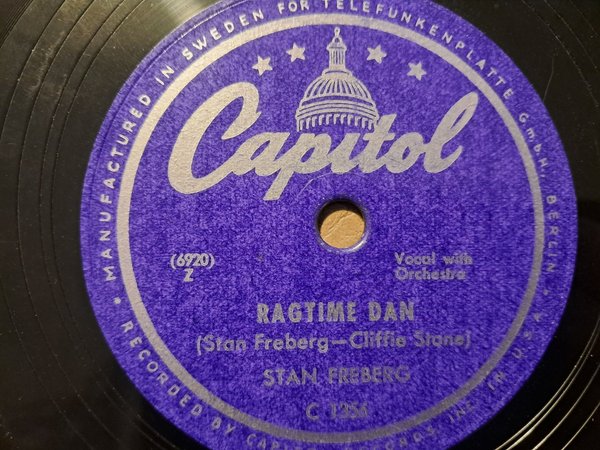 MANUFACTURED IN SWEDEN FOR TELEFUNKENPLATTE GmbH., BERLIN •
Capitol
(6920)
Z
Vocal with
Orchestra
RAGTIME DAN
(Stan Freberg—Cliffie Stone)
STAN FREBERG
C 1356
• RECORDED BY CAPITOL RECORDS INC. IN U.S.A.